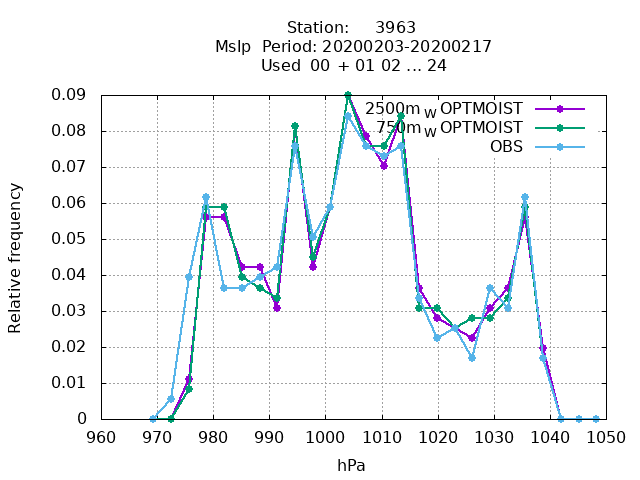 Station: 3963
Mslp Period: 20200203-20200217
Used 00 + 01 02 ... 24
0.09
0.08
0.07
0.06
0.05
0.04
0.03
0.02
0.01
0
2500m W OPTMOIST
750m W OPTMOIST
OBS
Relative frequency
960 970 980 990 1000 1010 1020 1030 1040 1050
hPa